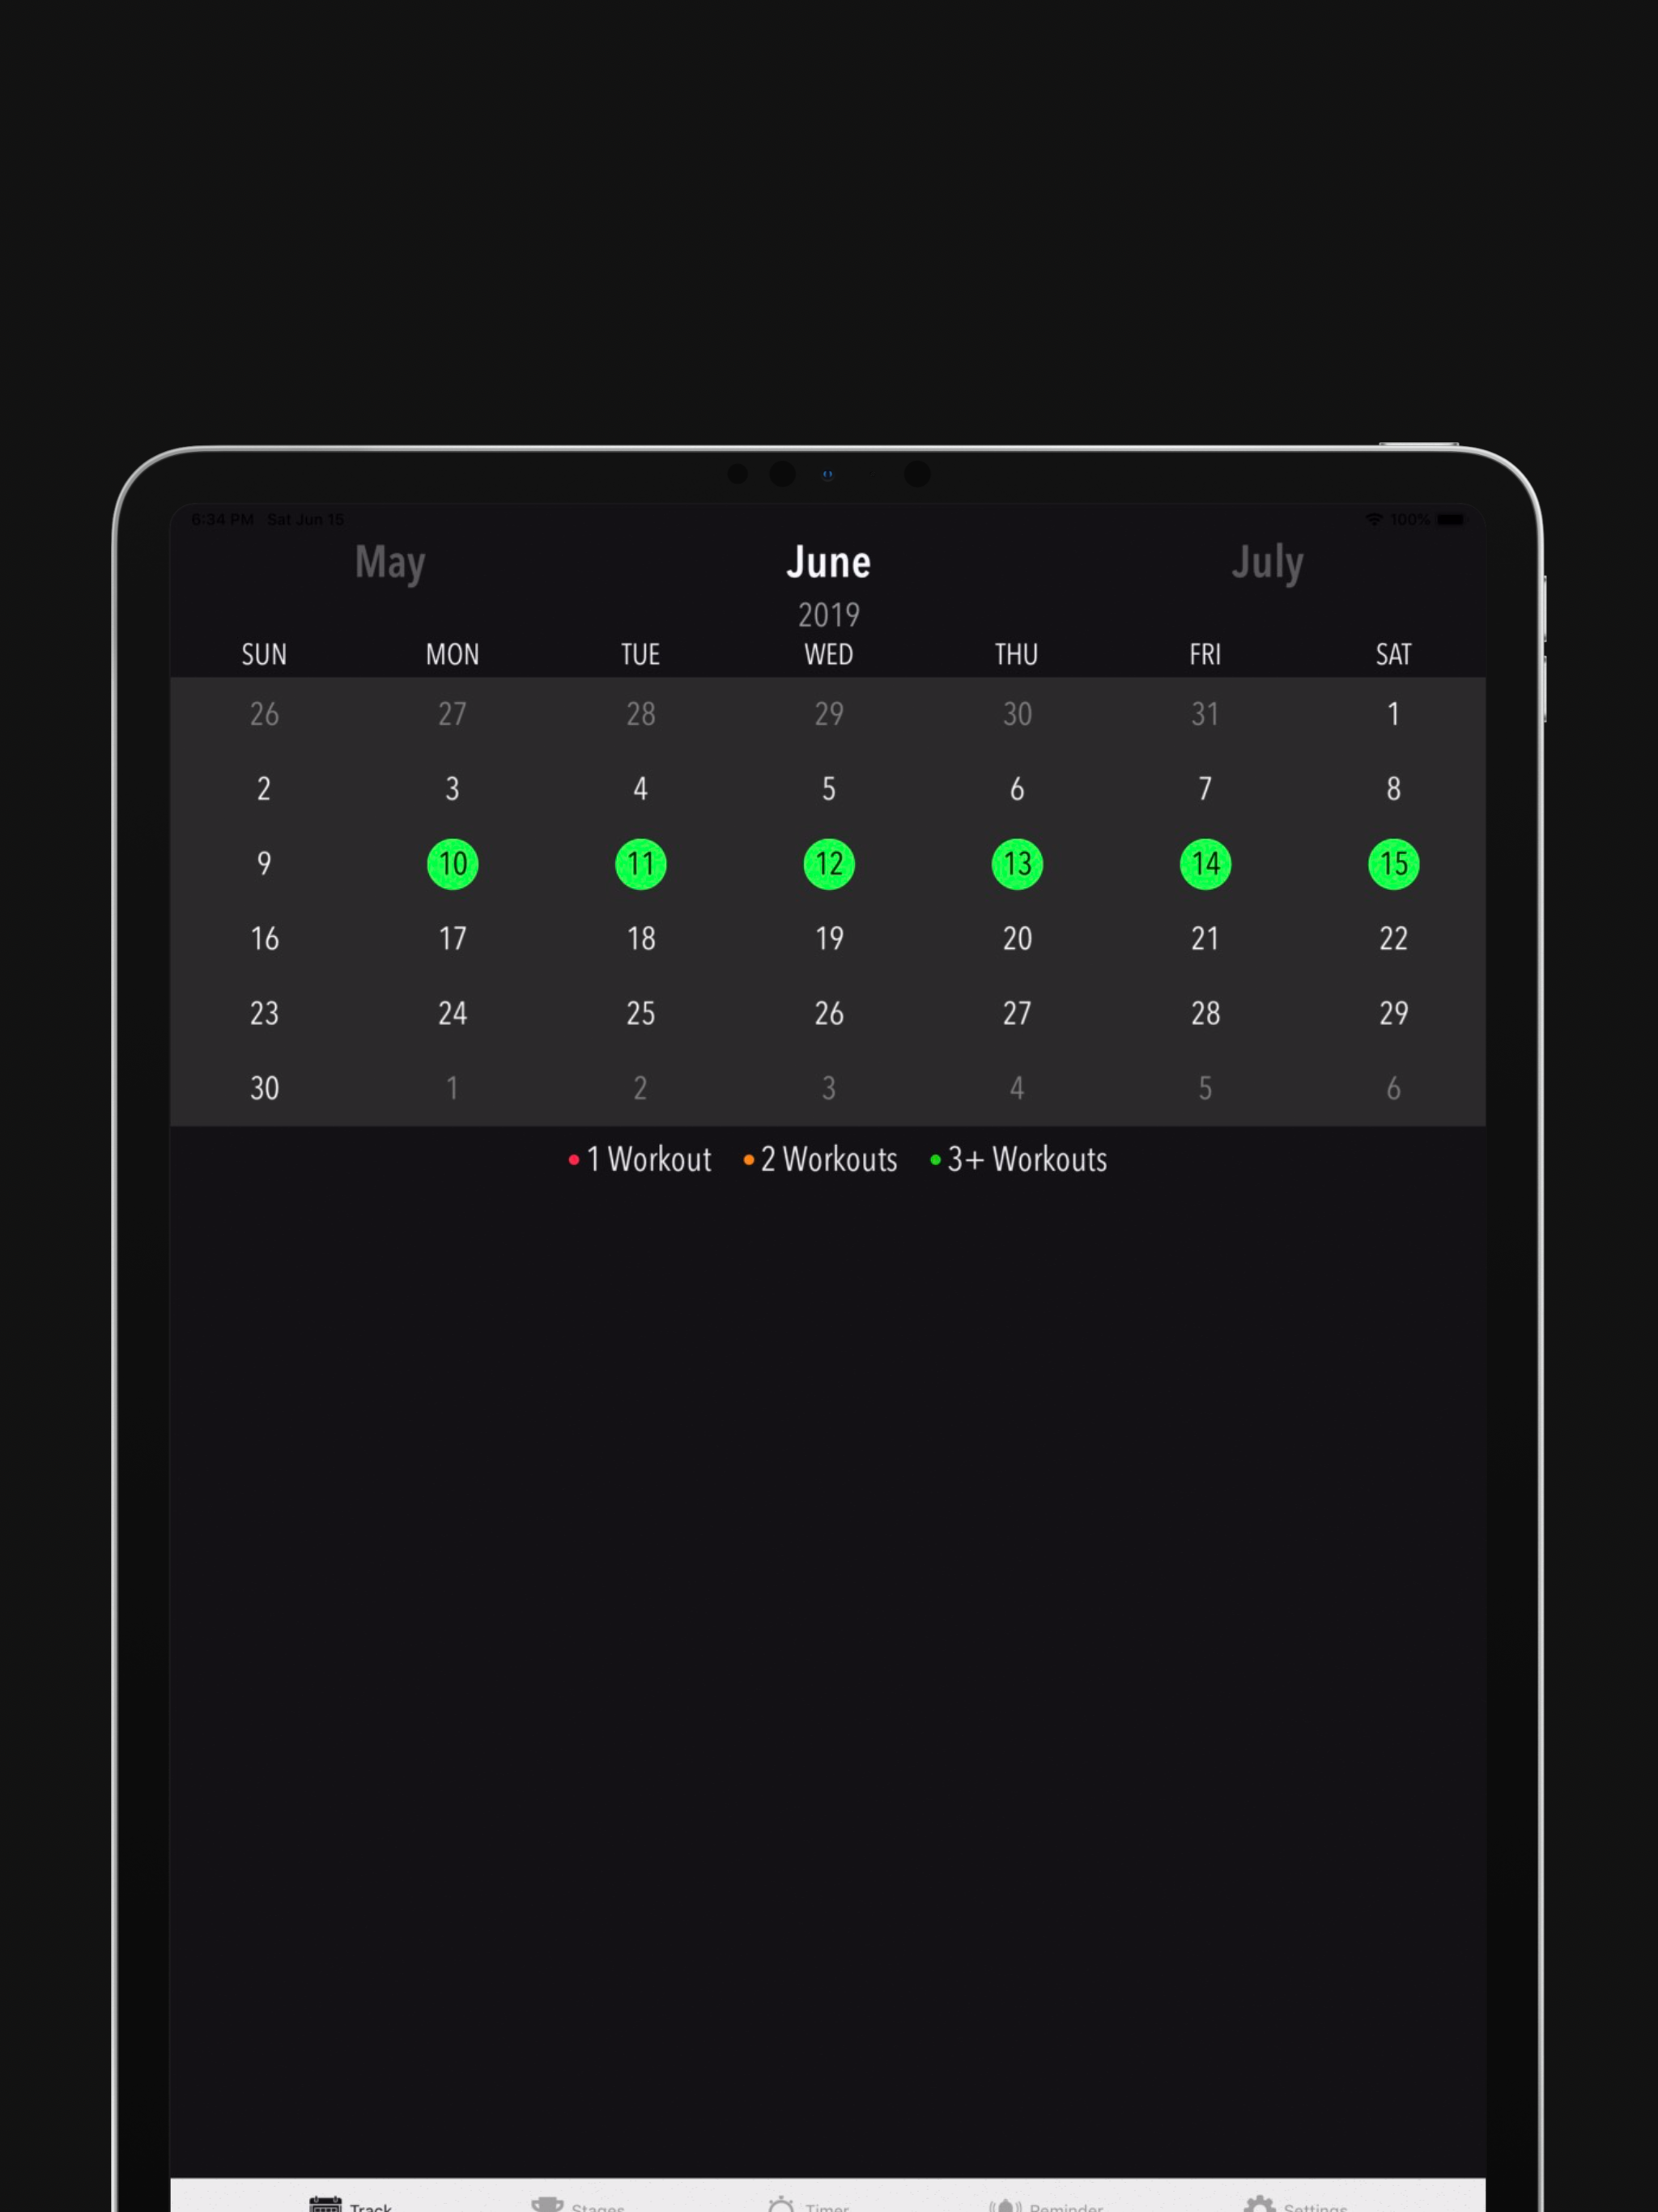 6:34 PM Sat Jun 15 100%
May June July
2019
SUN MON TUE WED THU FRI SAT
26 27 28 29 30 31 1
2 3 4 5 6 7 8
9 10 11 12 13 14 15
16 17 18 19 20 21 22
23 24 25 26 27 28 29
30 1 2 3 4 5 6
1 Workout 2 Workouts 3+ Workouts
Track Stages Timer Reminder Settings